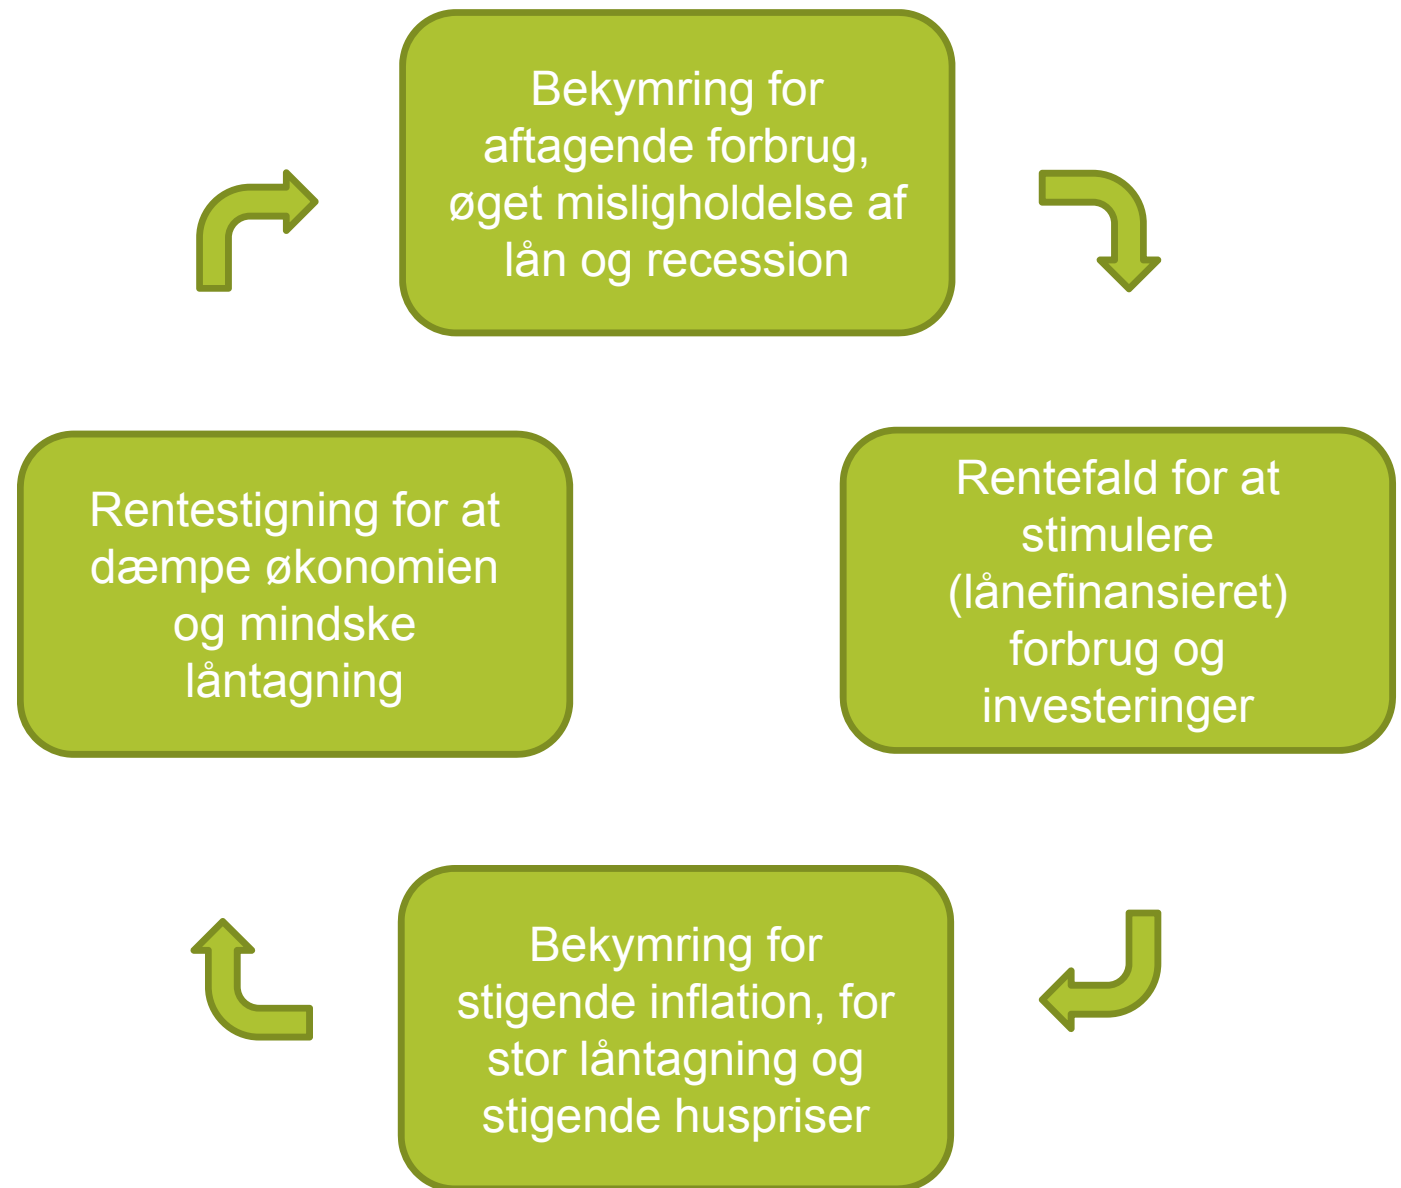 Bekymring for
aftagende forbrug,
øget misligholdelse af
lån og recession
Rentestigning for at
dæmpe økonomien
og mindske
låntagning
Rentefald for at
stimulere
(lånefinansieret)
forbrug og
investeringer
Bekymring for
stigende inflation, for
stor låntagning og
stigende huspriser